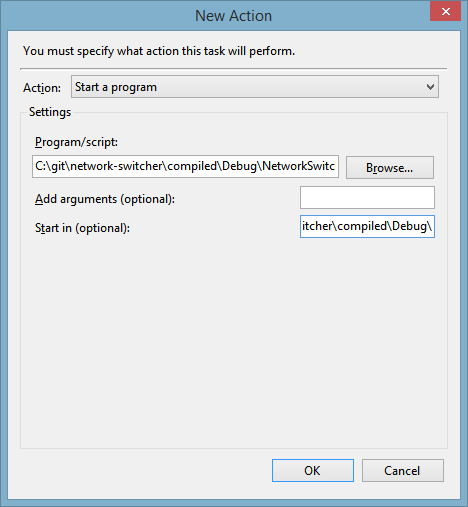 New Action
You must specify what action this task will perform.
Action: Start a program
Settings
Program/script:
C:\git\network-switcher\compiled\Debug\NetworkSwitc
Browse...
Add arguments (optional):
Start in (optional): itcher\compiled\Debug\
OK Cancel